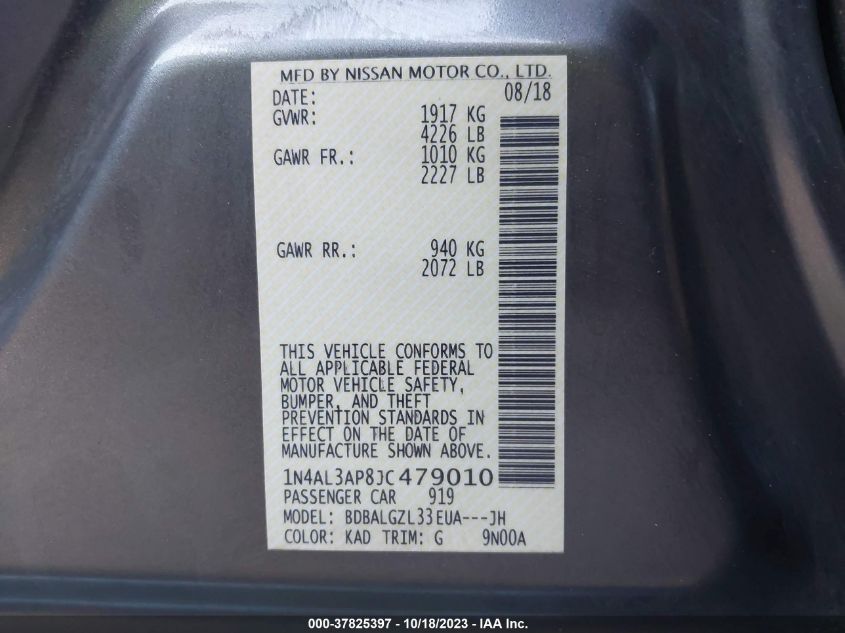 MFD BY NISSAN MOTOR CO., LTD.
DATE: 08/18
GVWR: 1917 KG
4226 LB
GAWR FR.: 1010 KG
2227 LB
GAWR RR.: 940 KG
2072 LB
THIS VEHICLE CONFORMS TO
ALL APPLICABLE FEDERAL
MOTOR VEHICLE SAFETY,
BUMPER, AND THEFT
PREVENTION STANDARDS IN
EFFECT ON THE DATE OF
MANUFACTURE SHOWN ABOVE.
1N4AL3AP8JC479010
PASSENGER CAR 919
MODEL: BDBALGZL33EUA---JH
COLOR: KAD TRIM: G 9N00A
000-37825397 - 10/18/2023 - © IAA Inc.